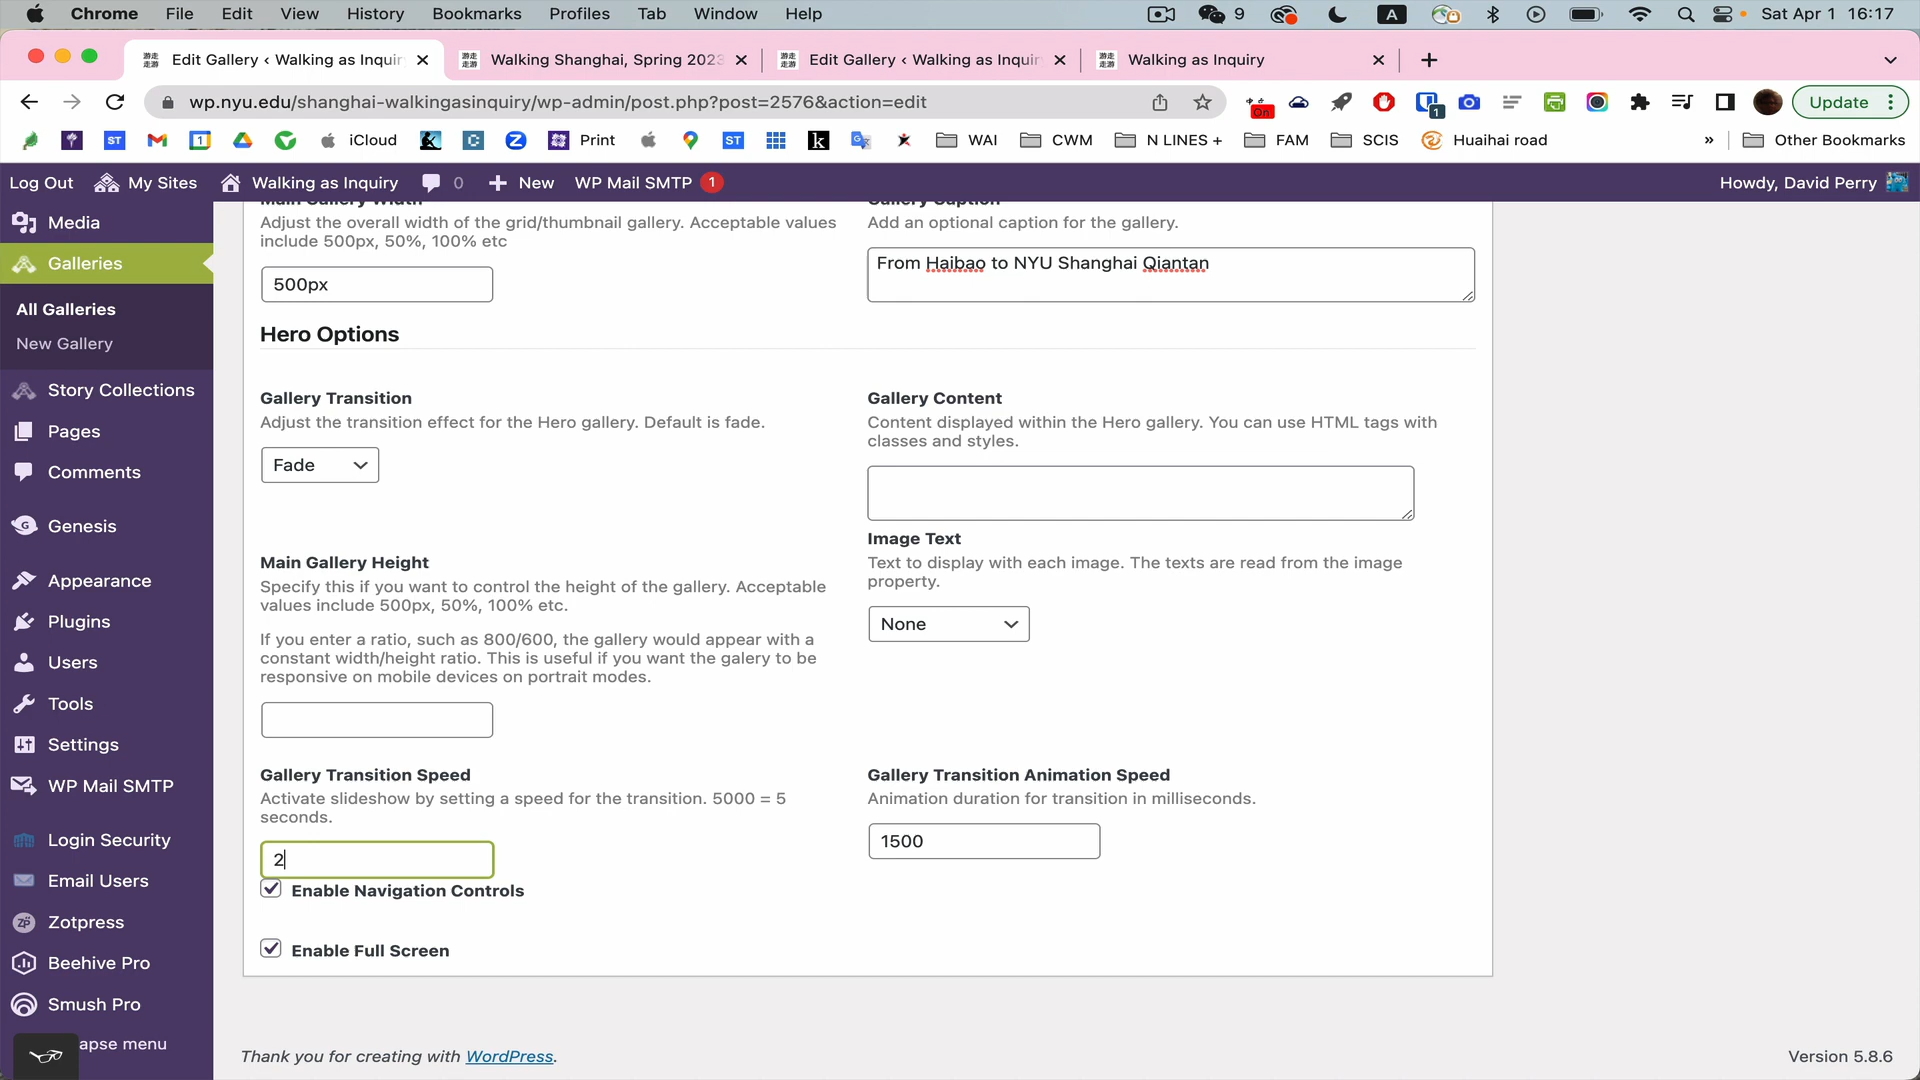 Chrome File Edit View History Bookmarks Profiles Tab Window Help 9 A Sat Apr 1 16:17
Edit Gallery ‹ Walking as Inquir Walking Shanghai, Spring 2023 Edit Gallery ‹ Walking as Inquir Walking as Inquiry
wp.nyu.edu/shanghai-walkingasinquiry/wp-admin/post.php?post=2576&action=edit On 1 Update
ST 1 iCloud Print ST k WAI CWM N LINES + FAM SCIS Huaihai road » Other Bookmarks
Log Out My Sites Walking as Inquiry 0 New WP Mail SMTP 1 Howdy, David Perry
Media
Galleries
All Galleries
New Gallery
Story Collections
Pages
Comments
Genesis
Appearance
Plugins
Users
Tools
Settings
WP Mail SMTP
Login Security
Email Users
Zotpress
Beehive Pro
Smush Pro
apse menu
Main Gallery Width
Adjust the overall width of the grid/thumbnail gallery. Acceptable values
include 500px, 50%, 100% etc
500px
Gallery Caption
Add an optional caption for the gallery.
From Haibao to NYU Shanghai Qiantan
Hero Options
Gallery Transition
Adjust the transition effect for the Hero gallery. Default is fade.
Fade
Gallery Content
Content displayed within the Hero gallery. You can use HTML tags with
classes and styles.
Main Gallery Height
Specify this if you want to control the height of the gallery. Acceptable
values include 500px, 50%, 100% etc.
If you enter a ratio, such as 800/600, the gallery would appear with a
constant width/height ratio. This is useful if you want the galery to be
responsive on mobile devices on portrait modes.
Image Text
Text to display with each image. The texts are read from the image
property.
None
Gallery Transition Speed
Activate slideshow by setting a speed for the transition. 5000 = 5
seconds.
2
Gallery Transition Animation Speed
Animation duration for transition in milliseconds.
1500
Enable Navigation Controls
Enable Full Screen
Thank you for creating with WordPress.
Version 5.8.6